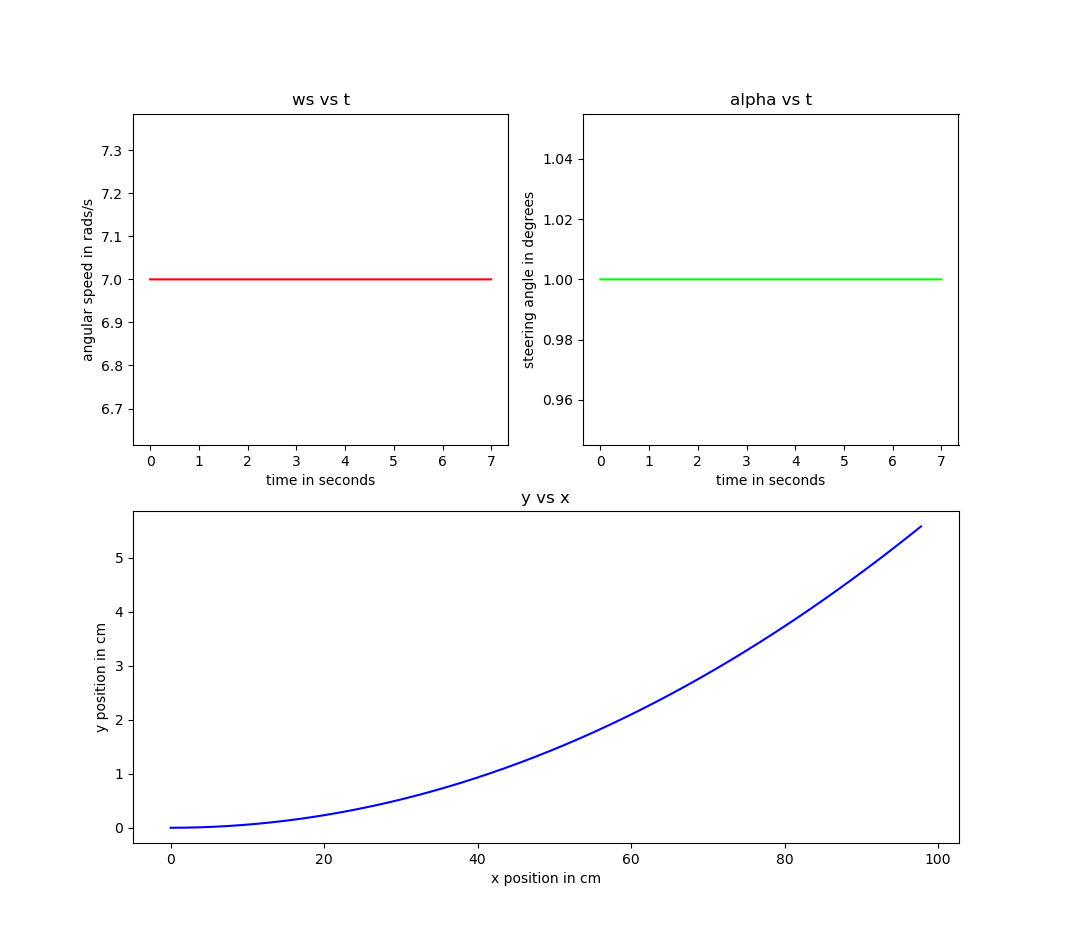 ws vs t
angular speed in rads/s
7.3
7.2
7.1
7.0
6.9
6.8
6.7
0 1 2 3 4 5 6 7
time in seconds
alpha vs t
steering angle in degrees
1.04
1.02
1.00
0.98
0.96
0 1 2 3 4 5 6 7
time in seconds
y vs x
y position in cm
5
4
3
2
1
0
0 20 40 60 80 100
x position in cm